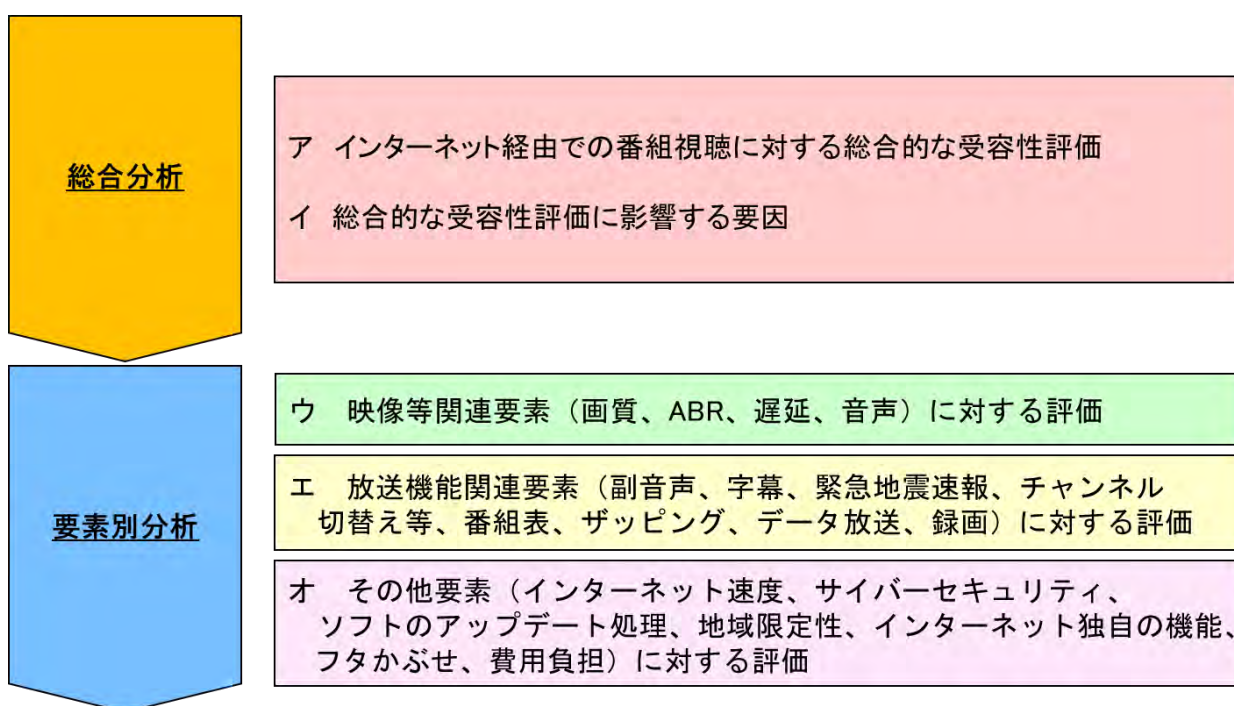 総合分析
ア インターネット経由での番組視聴に対する総合的な受容性評価
イ 総合的な受容性評価に影響する要因
要素別分析
ウ 映像等関連要素（画質、ABR、遅延、音声）に対する評価
エ 放送機能関連要素（副音声、字幕、緊急地震速報、チャンネル
切替え等、番組表、ザッピング、データ放送、録画）に対する評価
オ その他要素（インターネット速度、サイバーセキュリティ、
ソフトのアップデート処理、地域限定性、インターネット独自の機能、
フタかぶせ、費用負担）に対する評価